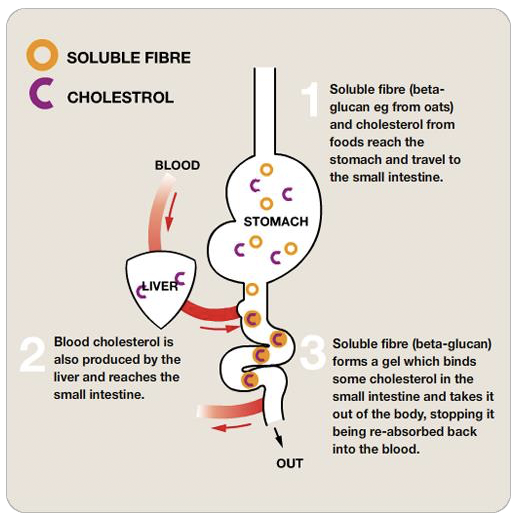 SOLUBLE FIBRE
CHOLESTROL
1
Soluble fibre (beta-
glucan eg from oats)
and cholesterol from
foods reach the
stomach and travel to
the small intestine.
BLOOD
STOMACH
LIVER
2
Blood cholesterol is
also produced by the
liver and reaches the
small intestine.
3
Soluble fibre (beta-glucan)
forms a gel which binds
some cholesterol in the
small intestine and takes it
out of the body, stopping it
being re-absorbed back
into the blood.
OUT